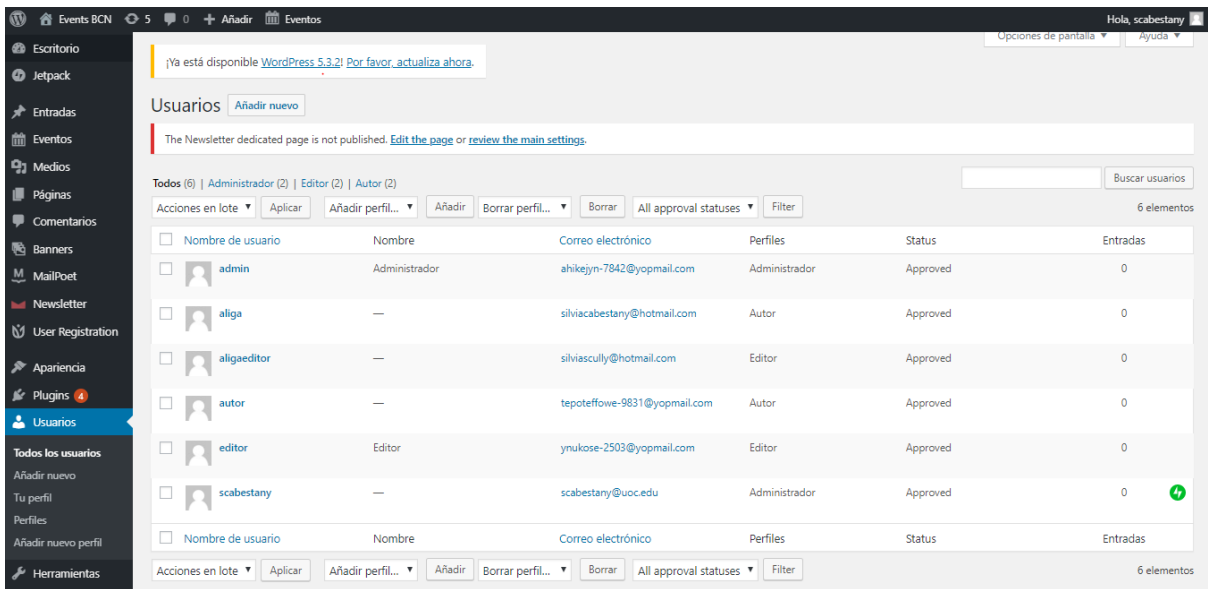 Events BCN 5 0 Añadir Eventos Hola, scabestany
Opciones de pantalla ▼ Ayuda ▼
Escritorio
Jetpack
Entradas
Eventos
Medios
Páginas
Comentarios
Banners
MailPoet
Newsletter
User Registration
Apariencia
Plugins 4
Usuarios
Todos los usuarios
Añadir nuevo
Tu perfil
Perfiles
Añadir nuevo perfil
Herramientas
¡Ya está disponible WordPress 5.3.2! Por favor, actualiza ahora.
Usuarios Añadir nuevo
The Newsletter dedicated page is not published. Edit the page or review the main settings.
Todos (6) | Administrador (2) | Editor (2) | Autor (2)
Buscar usuarios
Acciones en lote ▼ Aplicar Añadir perfil... ▼ Añadir Borrar perfil... ▼ Borrar All approval statuses ▼ Filter 6 elementos
Nombre de usuario Nombre Correo electrónico Perfiles Status Entradas
admin Administrador ahikejyn-7842@yopmail.com Administrador Approved 0
aliga — silviacabestany@hotmail.com Autor Approved 0
aligaeditor — silviascully@hotmail.com Editor Approved 0
autor — tepoteffowe-9831@yopmail.com Autor Approved 0
editor Editor ynukose-2503@yopmail.com Editor Approved 0
scabestany — scabestany@uoc.edu Administrador Approved 0
Nombre de usuario Nombre Correo electrónico Perfiles Status Entradas
Acciones en lote ▼ Aplicar Añadir perfil... ▼ Añadir Borrar perfil... ▼ Borrar All approval statuses ▼ Filter 6 elementos